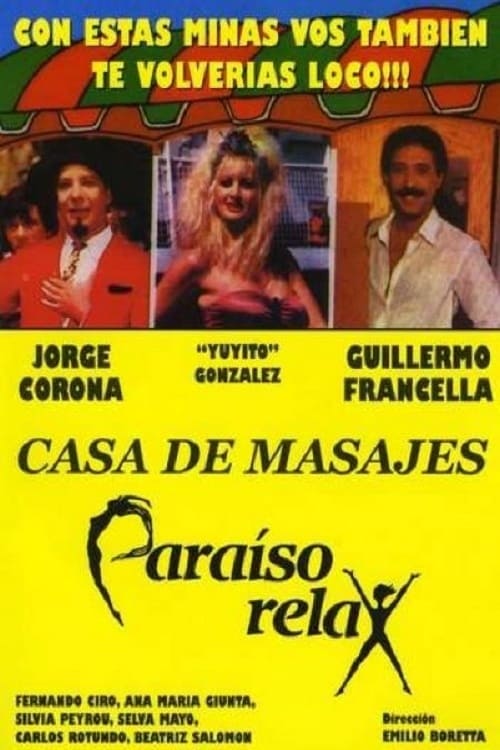 CON ESTAS MINAS VOS TAMBIEN
TE VOLVERIAS LOCO!!!
JORGE
CORONA
"YUYITO"
GONZALEZ
GUILLERMO
FRANCELLA
CASA DE MASAJES
Paraíso
relax
FERNANDO CIRO, ANA MARIA GIUNTA,
SILVIA PEYROU, SELVA MAYO,
CARLOS ROTUNDO, BEATRIZ SALOMON
Dirección
EMILIO BORETTA